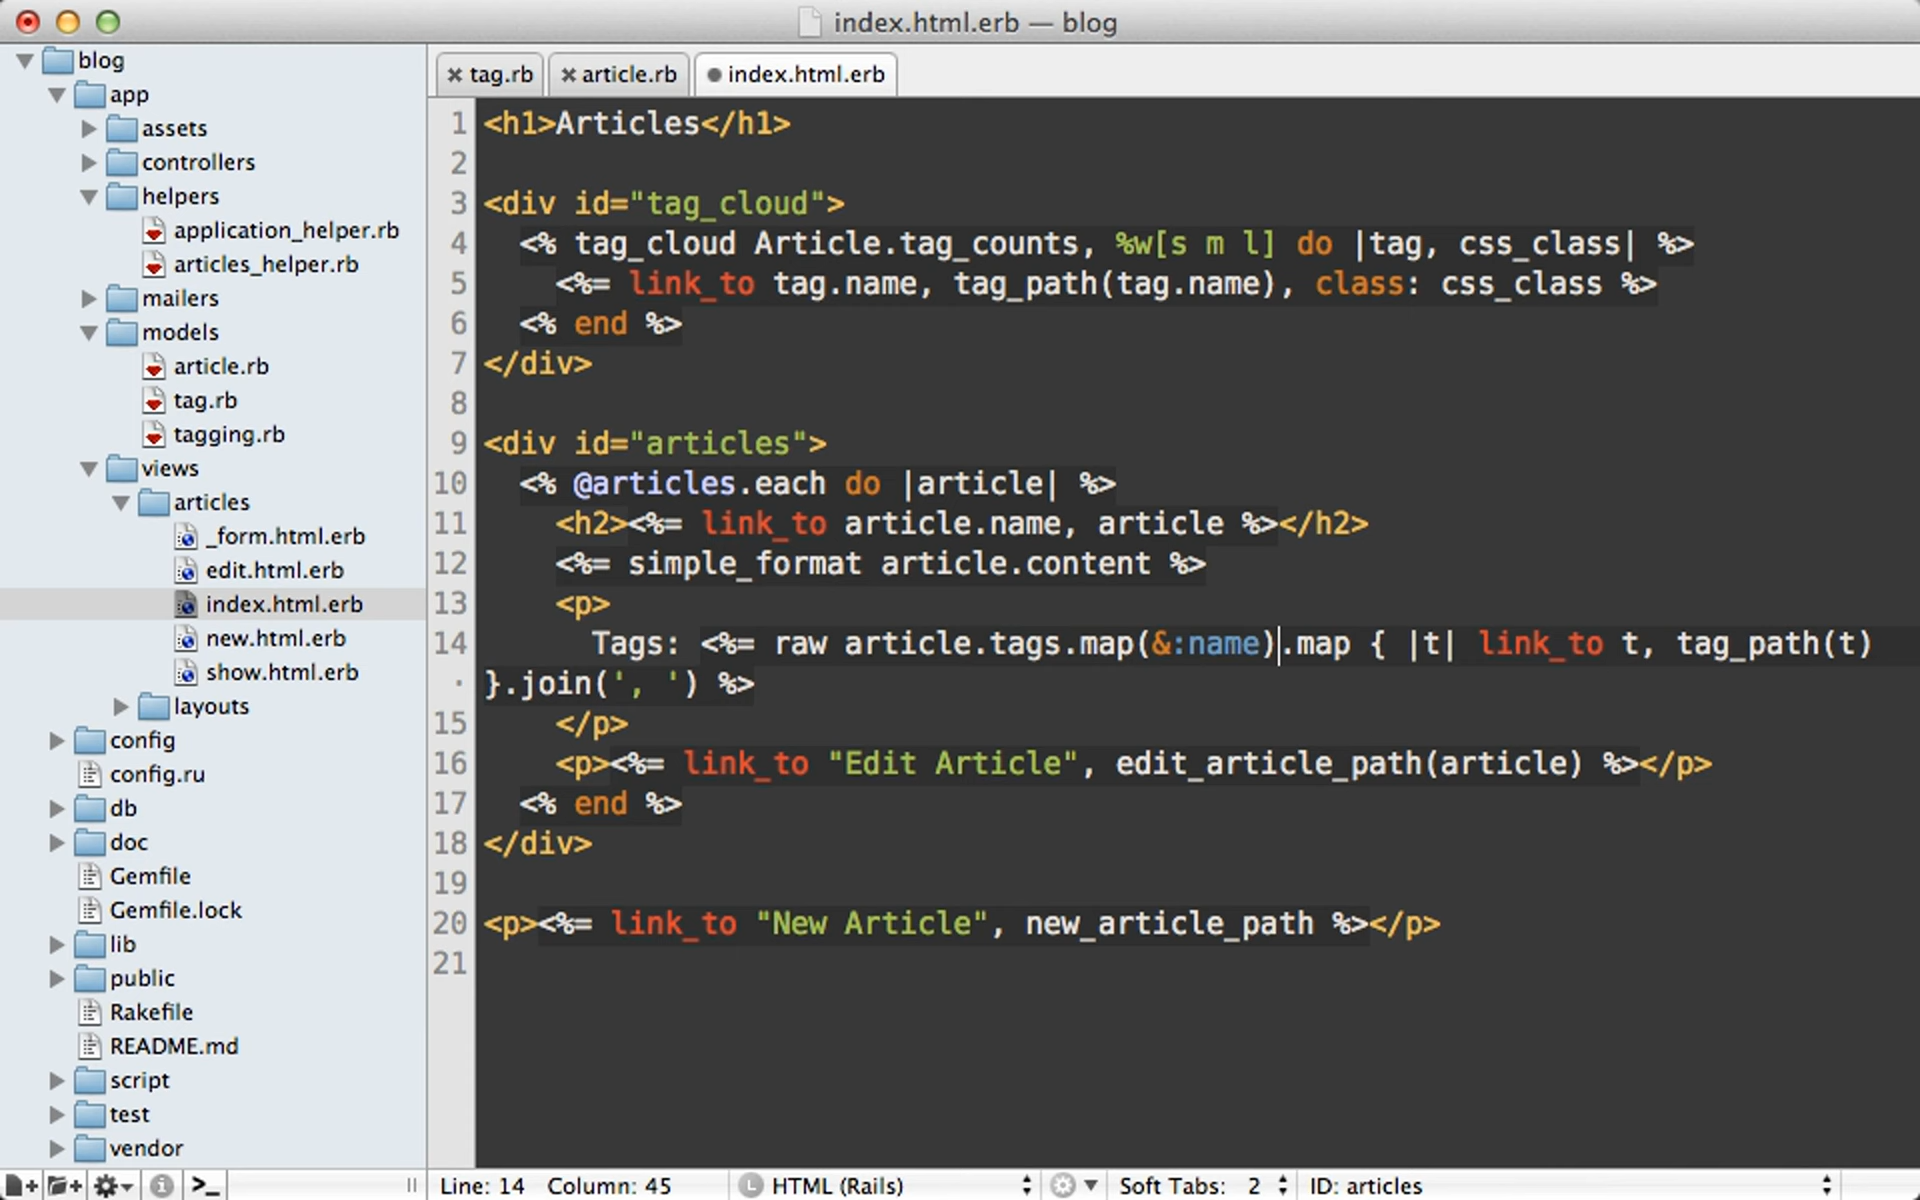 index.html.erb — blog
blog
app
assets
controllers
helpers
application_helper.rb
articles_helper.rb
mailers
models
article.rb
tag.rb
tagging.rb
views
articles
_form.html.erb
edit.html.erb
index.html.erb
new.html.erb
show.html.erb
layouts
config
config.ru
db
doc
Gemfile
Gemfile.lock
lib
public
Rakefile
README.md
script
test
vendor
tag.rb article.rb index.html.erb
1 <h1>Articles</h1>
2
3 <div id="tag_cloud">
4   <% tag_cloud Article.tag_counts, %w[s m l] do |tag, css_class| %>
5     <%= link_to tag.name, tag_path(tag.name), class: css_class %>
6   <% end %>
7 </div>
8
9 <div id="articles">
10   <% @articles.each do |article| %>
11     <h2><%= link_to article.name, article %></h2>
12     <%= simple_format article.content %>
13     <p>
14       Tags: <%= raw article.tags.map(&:name).map { |t| link_to t, tag_path(t)
}.join(', ') %>
15     </p>
16     <p><%= link_to "Edit Article", edit_article_path(article) %></p>
17   <% end %>
18 </div>
19
20 <p><%= link_to "New Article", new_article_path %></p>
21
Line: 14 Column: 45 L HTML (Rails) Soft Tabs: 2 ID: articles